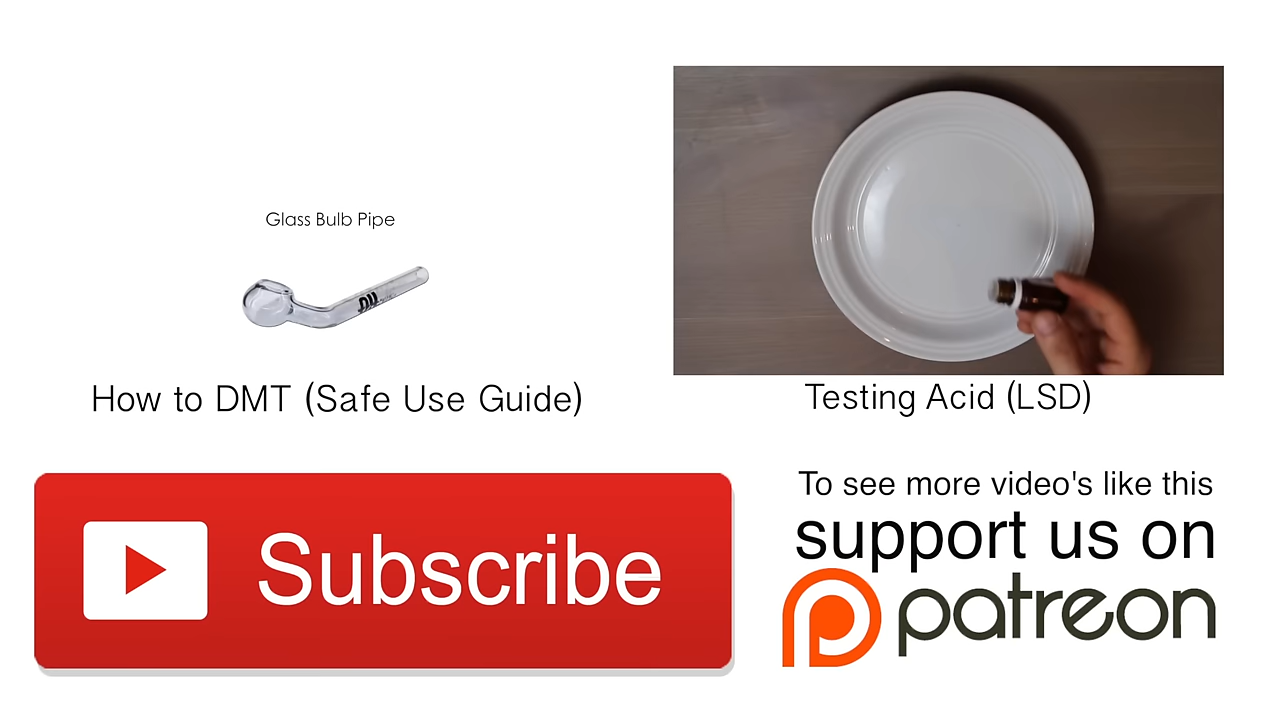 Glass Bulb Pipe
How to DMT (Safe Use Guide)
Testing Acid (LSD)
Subscribe
To see more video's like this
support us on
patreon